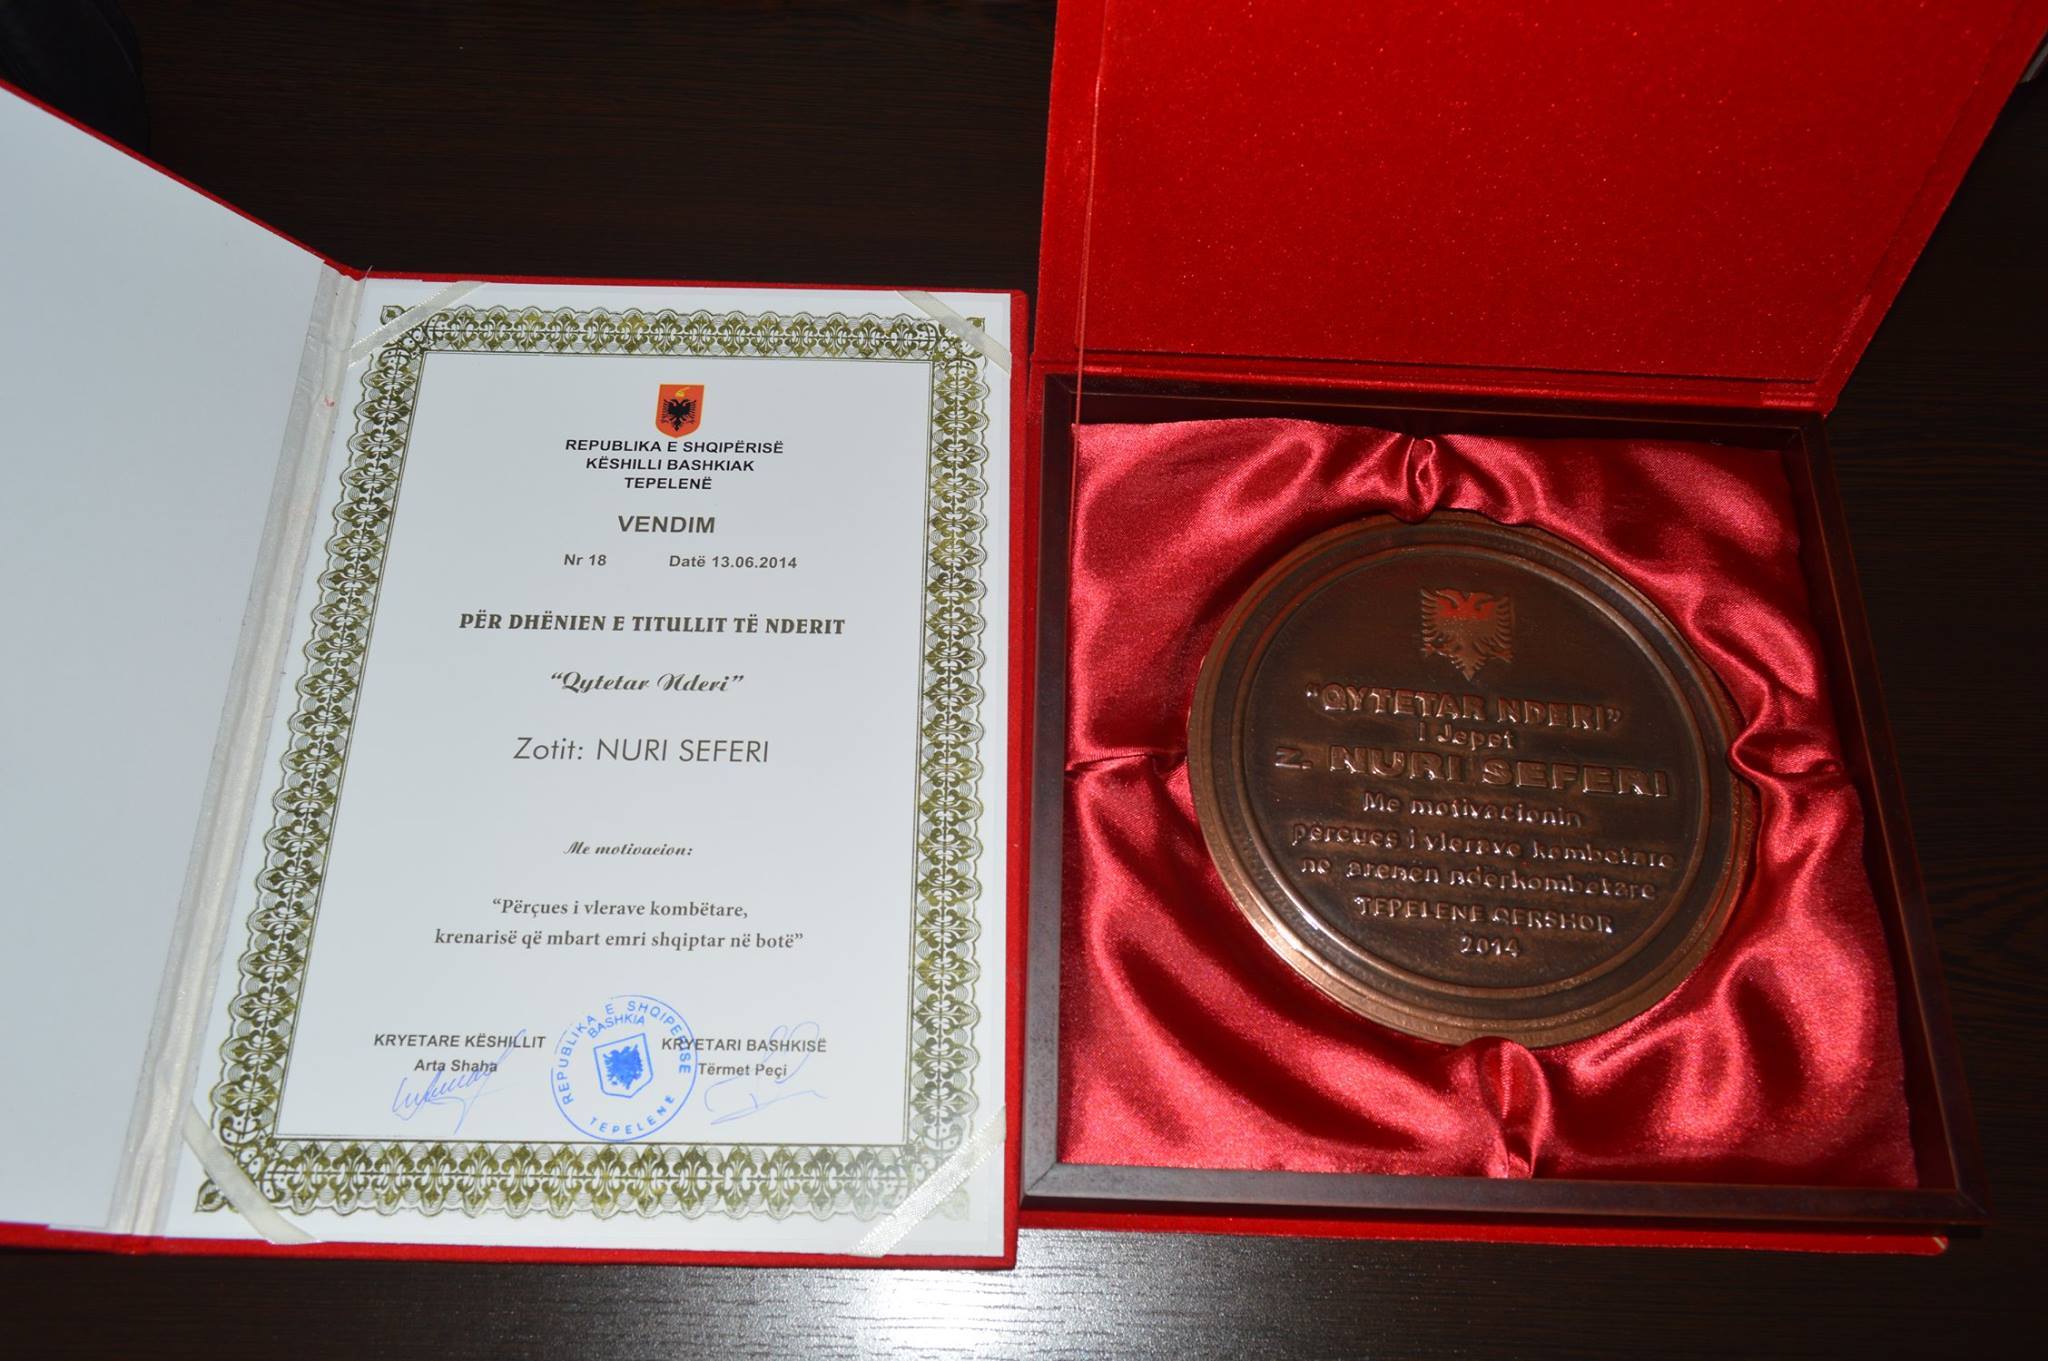 REPUBLIKA E SHQIPËRISË
KËSHILLI BASHKIAK
TEPELENË
VENDIM
Nr 18 Datë 13.06.2014
PËR DHËNIEN E TITULLIT TË NDERIT
“Qytetar Nderi”
Zotit: NURI SEFERI
Me motivacion:
“Përçues i vlerave kombëtare,
krenarisë që mbart emri shqiptar në botë”
KRYETARE KËSHILLIT
Arta Shaha
KRYETARI BASHKISË
Tërmet Peçi
REPUBLIKA E SHQIPERISE
BASHKIA
TEPELENE
“QYTETAR NDERI”
i Jepet
z. NURI SEFERI
Me motivacionin
përçues i vlerave kombetare
ne arenën ndërkombëtare
TEPELENE QERSHOR
2014